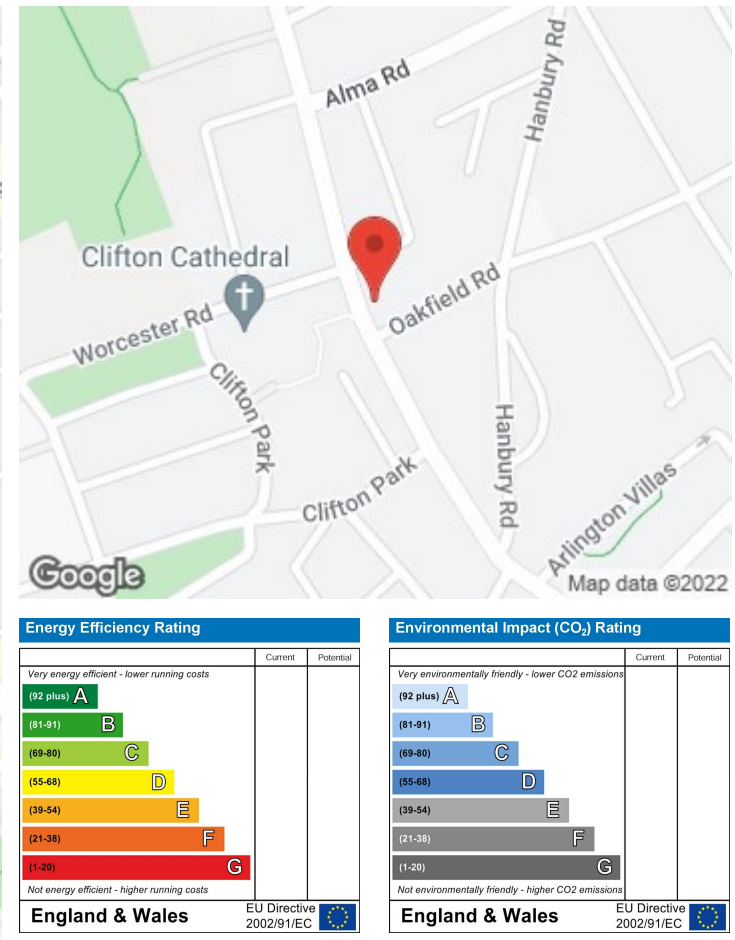 Alma Rd
Hanbury Rd
Clifton Cathedral
Oakfield Rd
Worcester Rd
Clifton Park
Clifton Park
Hanbury Rd
Arlington Villas
Google
Map data ©2022
Energy Efficiency Rating
Current Potential
Very energy efficient - lower running costs
(92 plus) A
(81-91) B
(69-80) C
(55-68) D
(39-54) E
(21-38) F
(1-20) G
Not energy efficient - higher running costs
England & Wales
EU Directive
2002/91/EC
Environmental Impact (CO₂) Rating
Current Potential
Very environmentally friendly - lower CO2 emissions
(92 plus) A
(81-91) B
(69-80) C
(55-68) D
(39-54) E
(21-38) F
(1-20) G
Not environmentally friendly - higher CO2 emissions
England & Wales
EU Directive
2002/91/EC